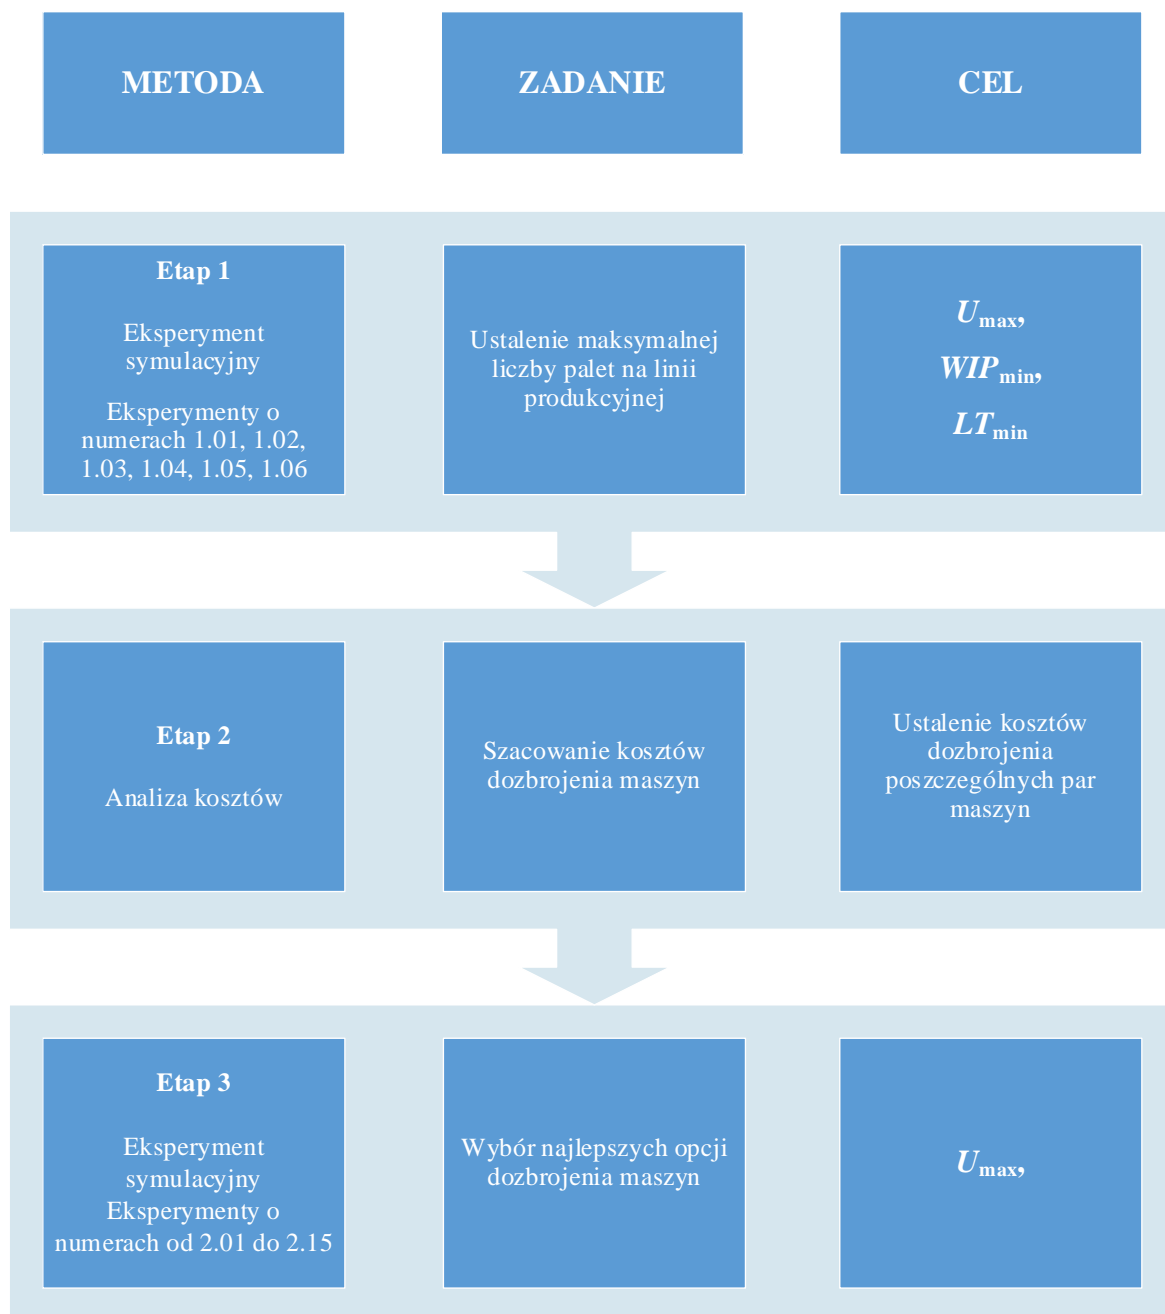 METODA
ZADANIE
CEL
Etap 1
Eksperyment
symulacyjny
Eksperymenty o
numerach 1.01, 1.02,
1.03, 1.04, 1.05, 1.06
Ustalenie maksymalnej
liczby palet na linii
produkcyjnej
Umax,
WIPmin,
LTmin
Etap 2
Analiza kosztów
Szacowanie kosztów
dozbrojenia maszyn
Ustalenie kosztów
dozbrojenia
poszczególnych par
maszyn
Etap 3
Eksperyment
symulacyjny
Eksperymenty o
numerach od 2.01 do 2.15
Wybór najlepszych opcji
dozbrojenia maszyn
Umax,